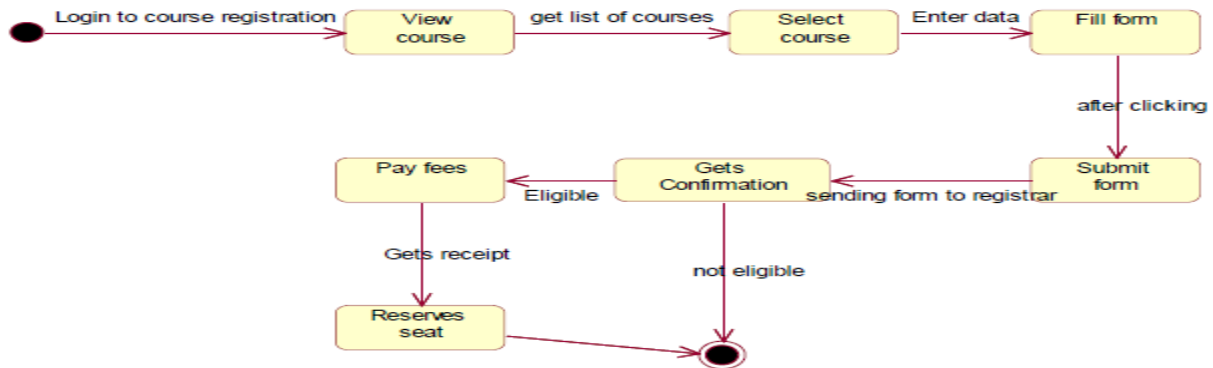 Login to course registration
View
course
get list of courses
Select
course
Enter data
Fill form
after clicking
Pay fees
Eligible
Gets
Confirmation
sending form to registrar
Submit
form
Gets receipt
not eligible
Reserves
seat